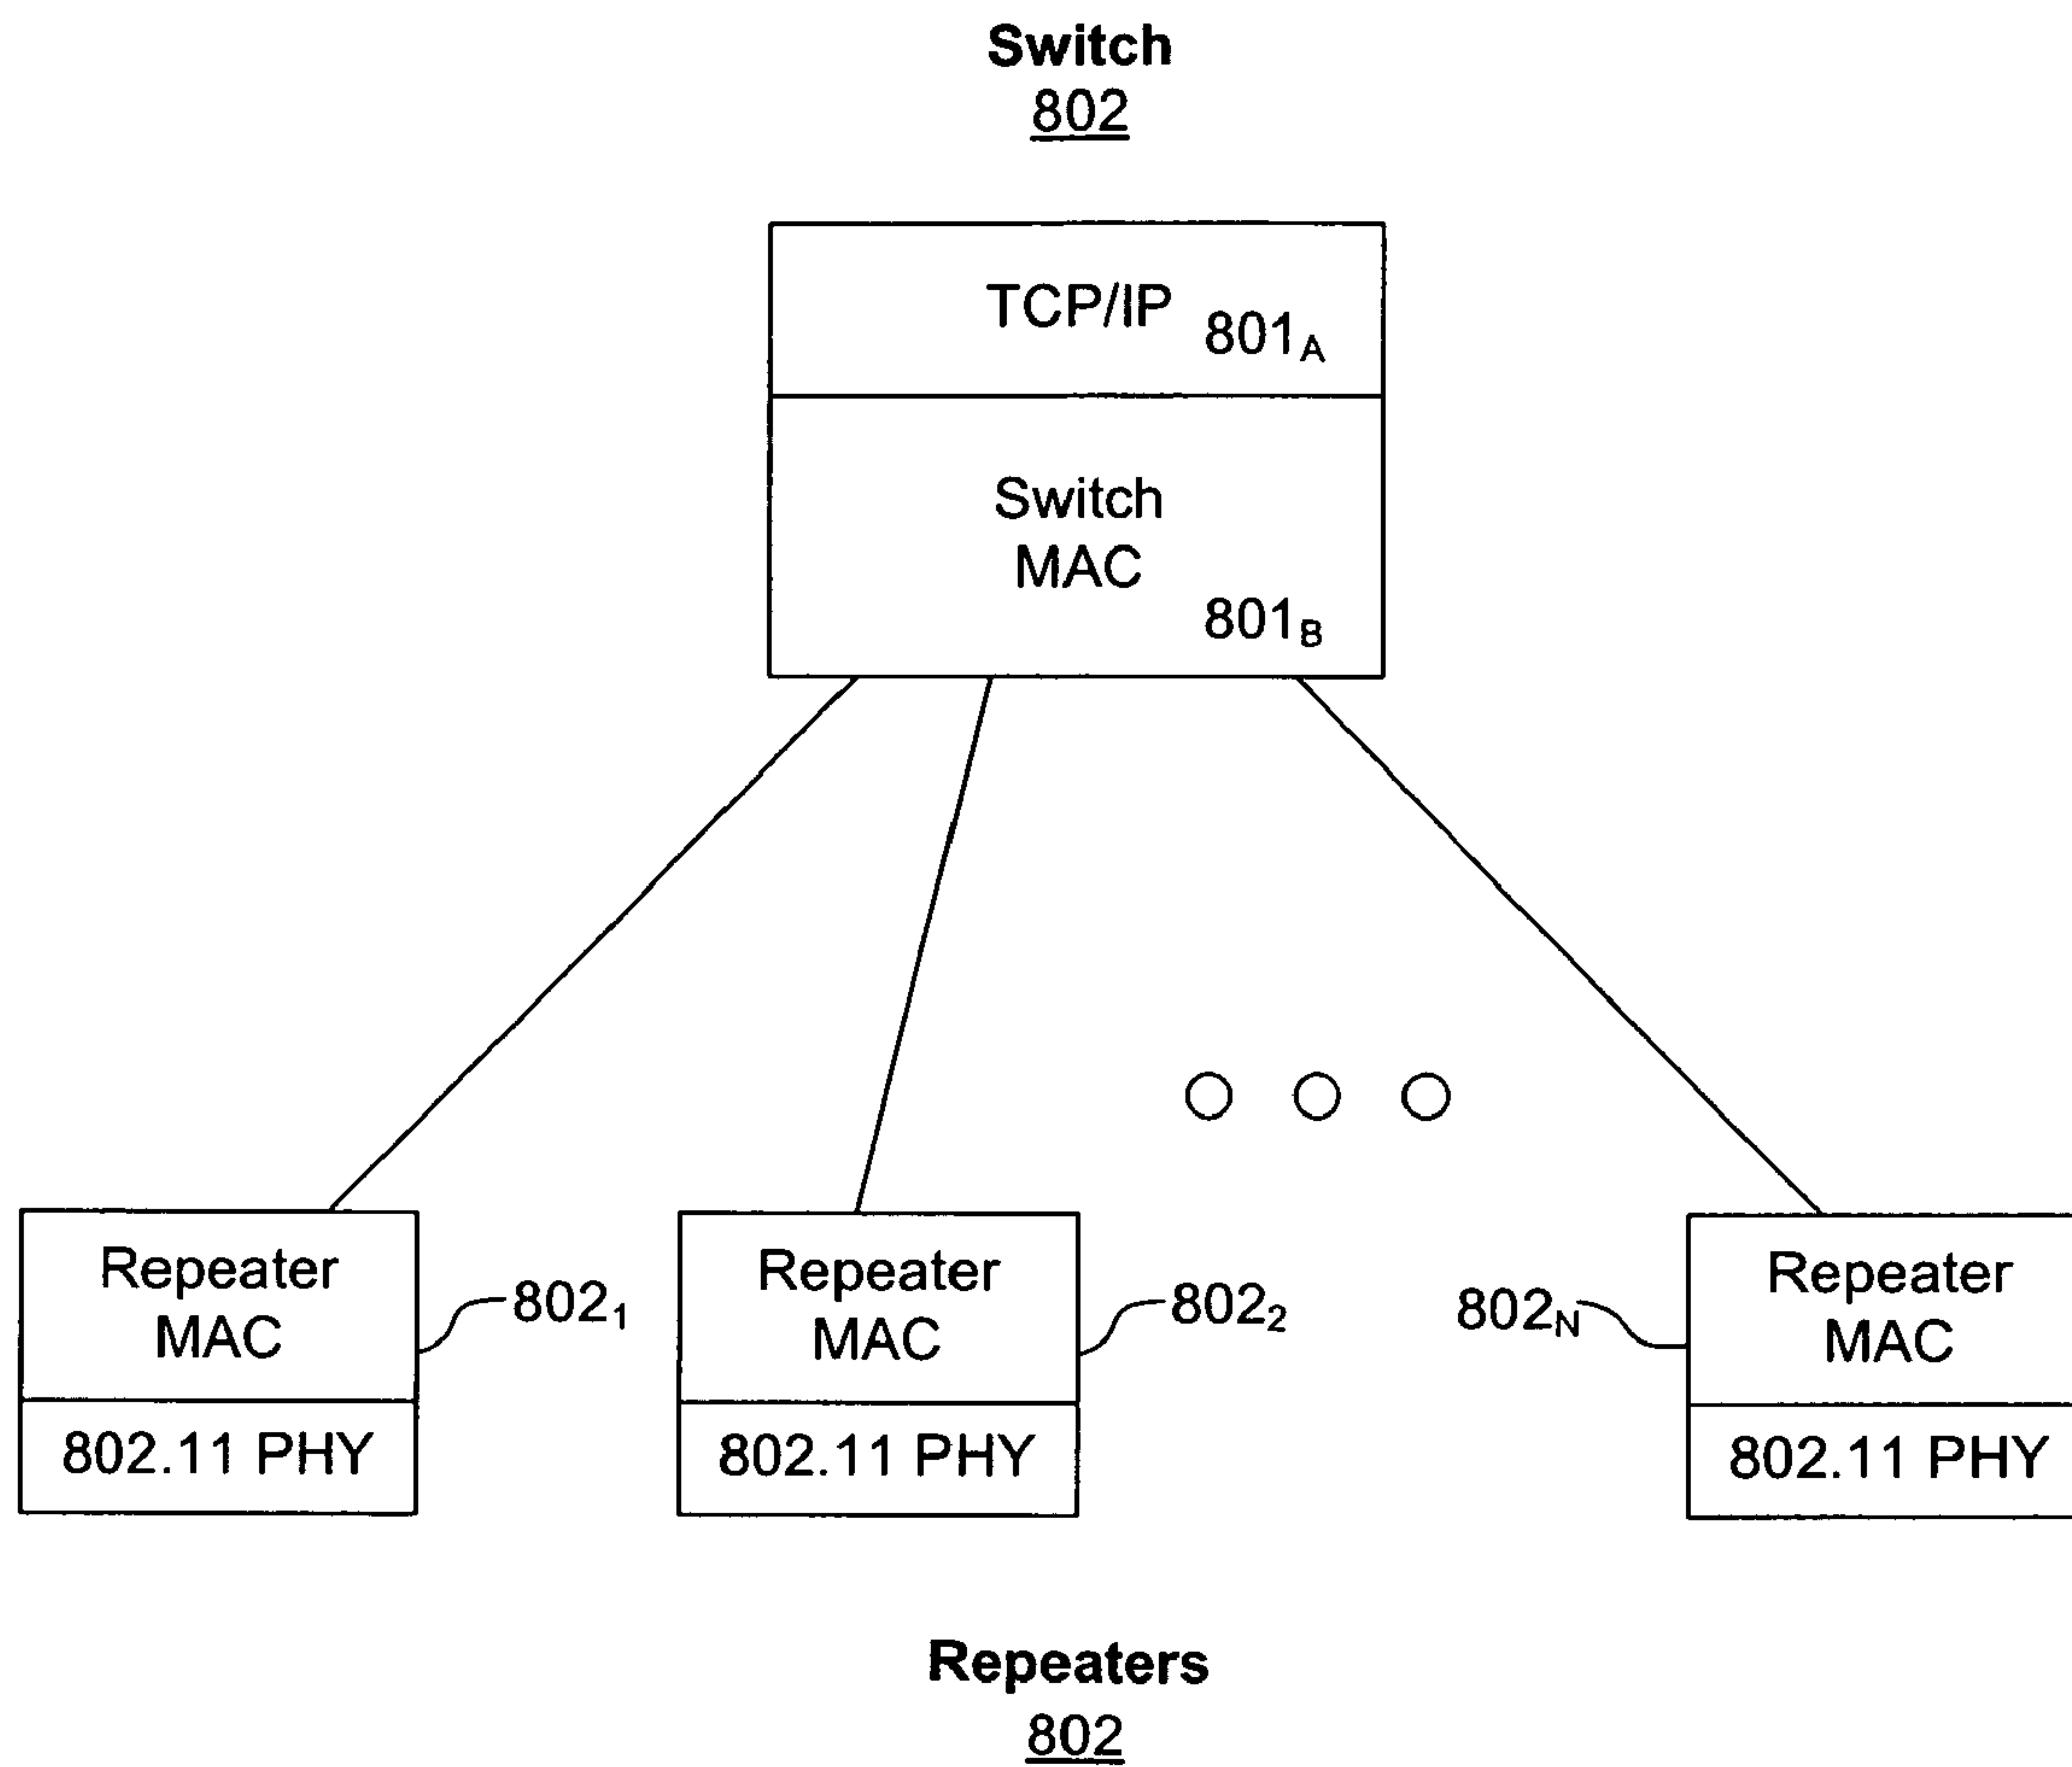 Switch
802
TCP/IP 801A
Switch
MAC
801B
Repeater
MAC
802.11 PHY
8021
Repeater
MAC
802.11 PHY
8022
802N
Repeater
MAC
802.11 PHY
Repeaters
802